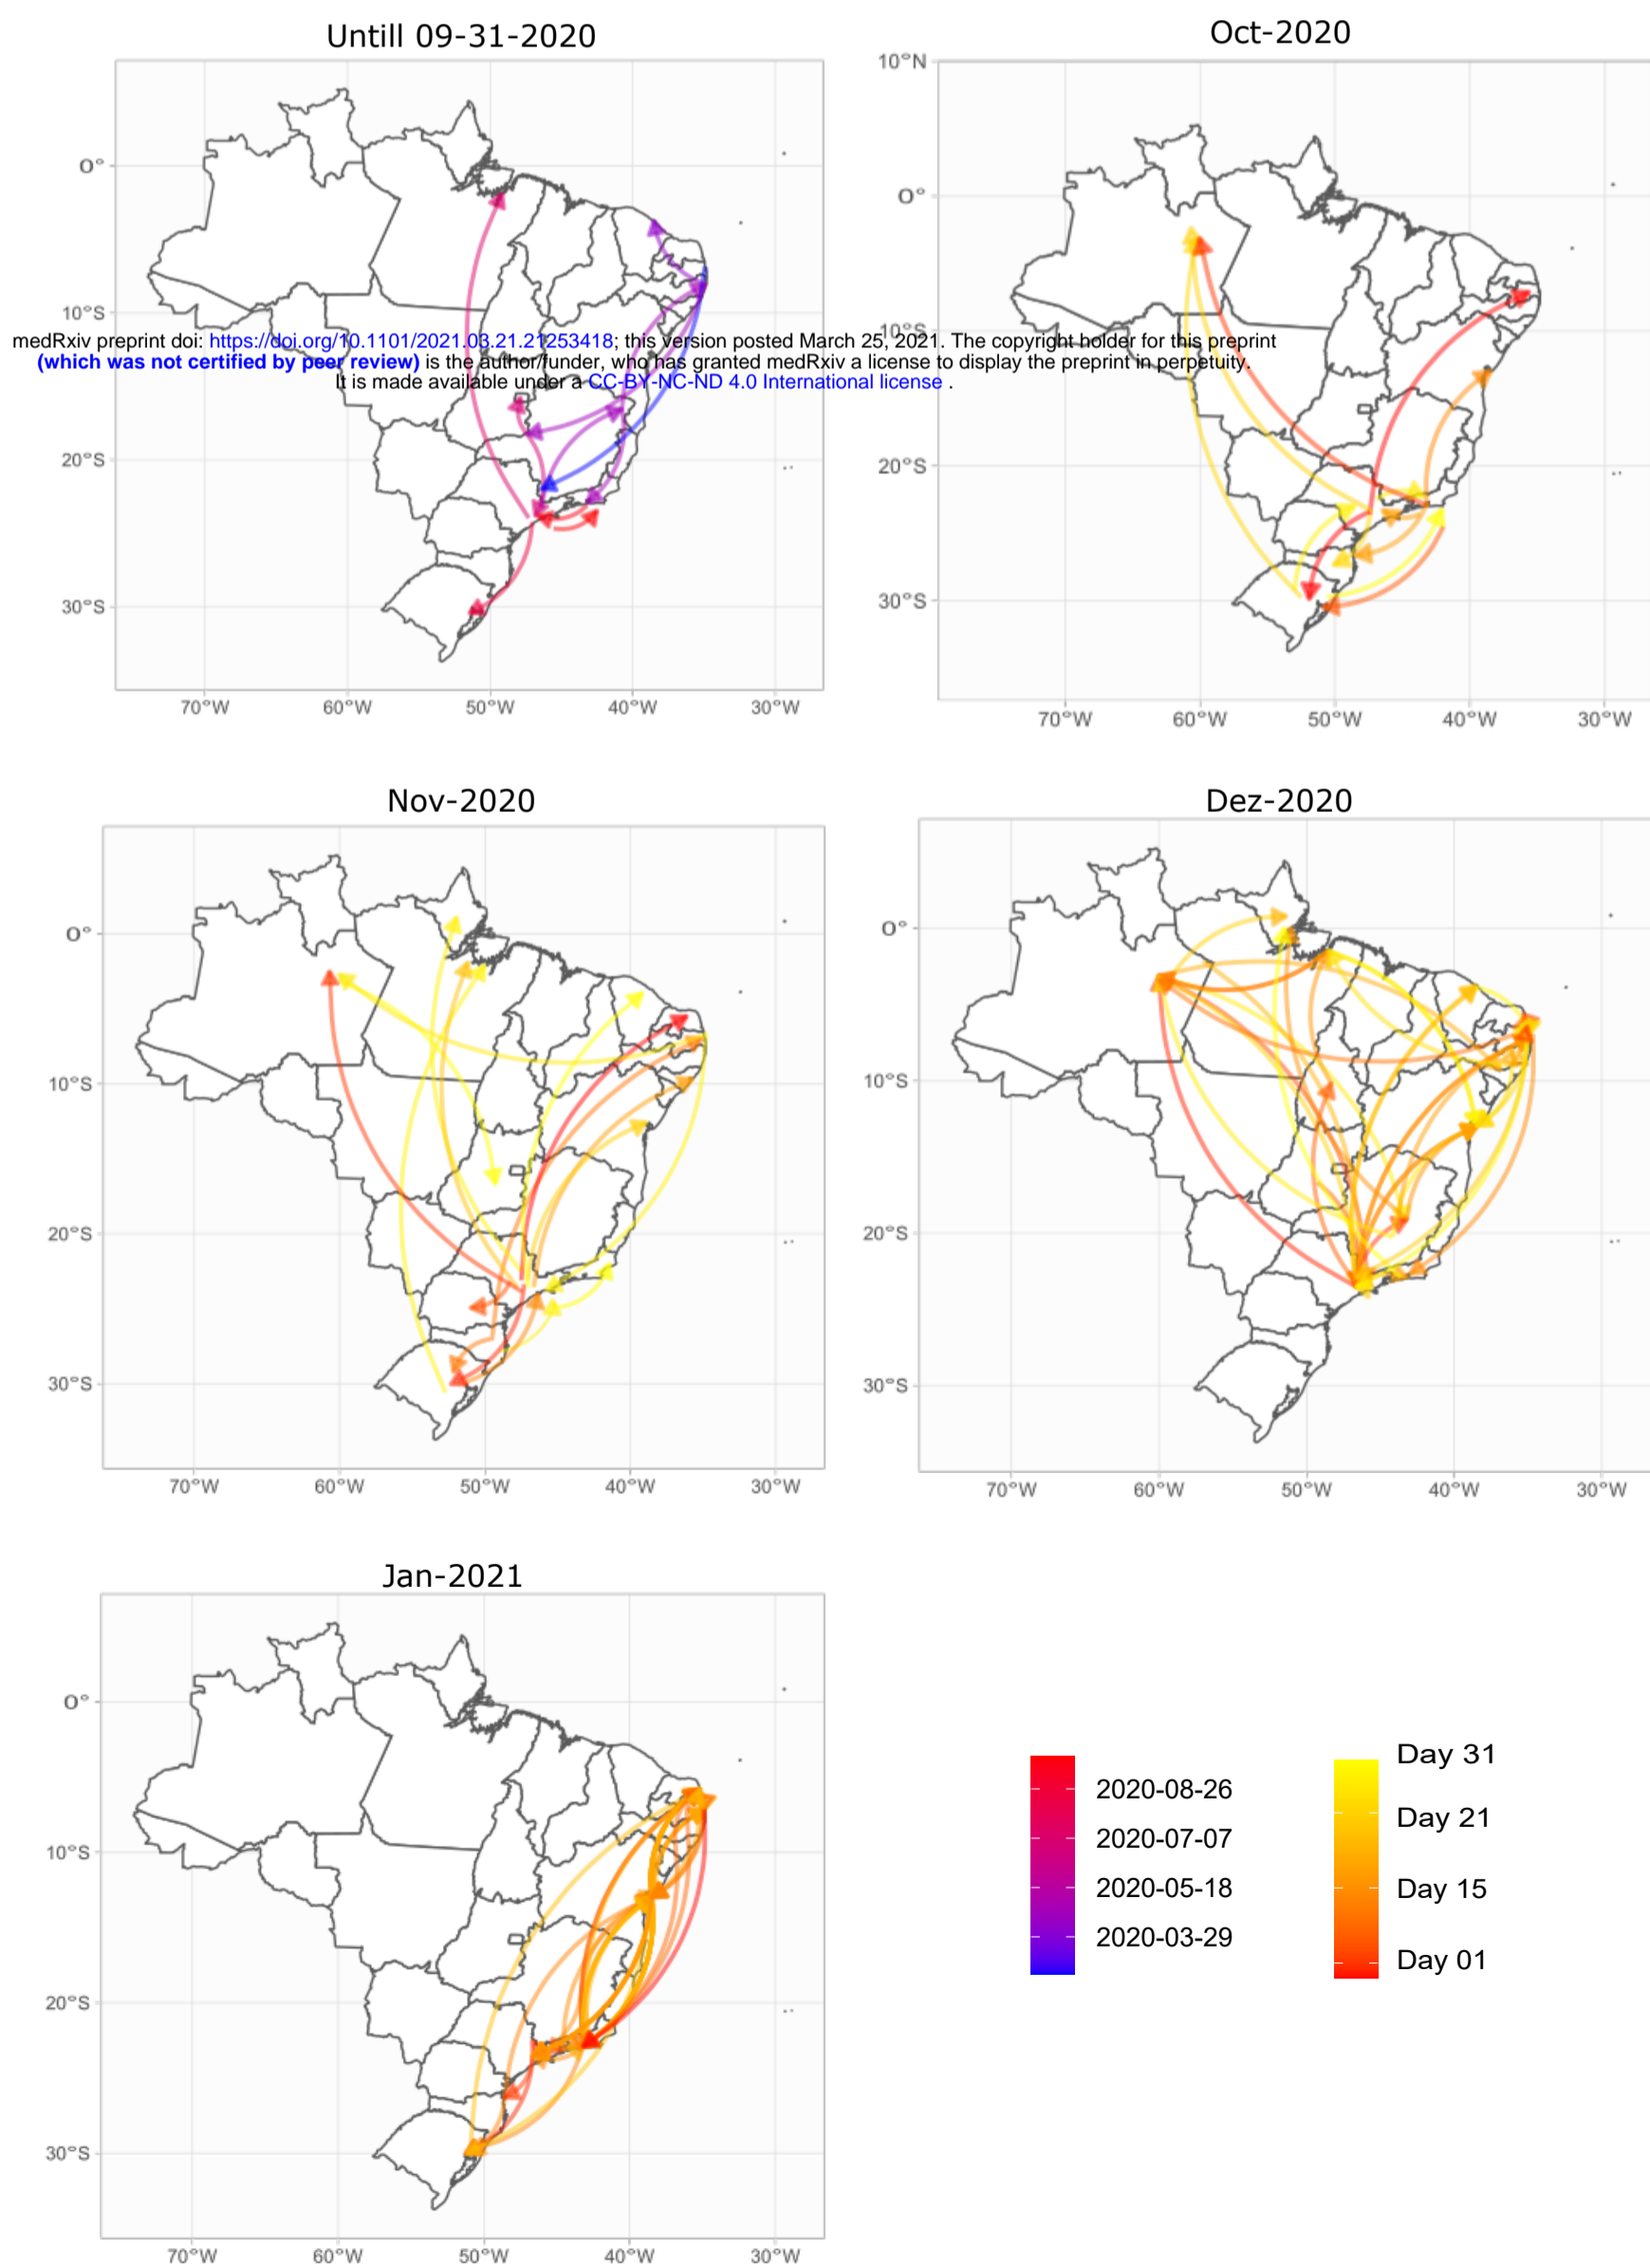 Untill 09-31-2020
Oct-2020
10°N
0°
10°S
20°S
30°S
70°W 60°W 50°W 40°W 30°W
0°
10°S
20°S
30°S
70°W 60°W 50°W 40°W 30°W
medRxiv preprint doi: https://doi.org/10.1101/2021.03.21.21253418; this version posted March 25, 2021. The copyright holder for this preprint
(which was not certified by peer review) is the author/funder, who has granted medRxiv a license to display the preprint in perpetuity.
It is made available under a CC-BY-NC-ND 4.0 International license .
Nov-2020
Dez-2020
0°
10°S
20°S
30°S
70°W 60°W 50°W 40°W 30°W
0°
10°S
20°S
30°S
70°W 60°W 50°W 40°W 30°W
Jan-2021
0°
10°S
20°S
30°S
70°W 60°W 50°W 40°W 30°W
2020-08-26
2020-07-07
2020-05-18
2020-03-29
Day 31
Day 21
Day 15
Day 01